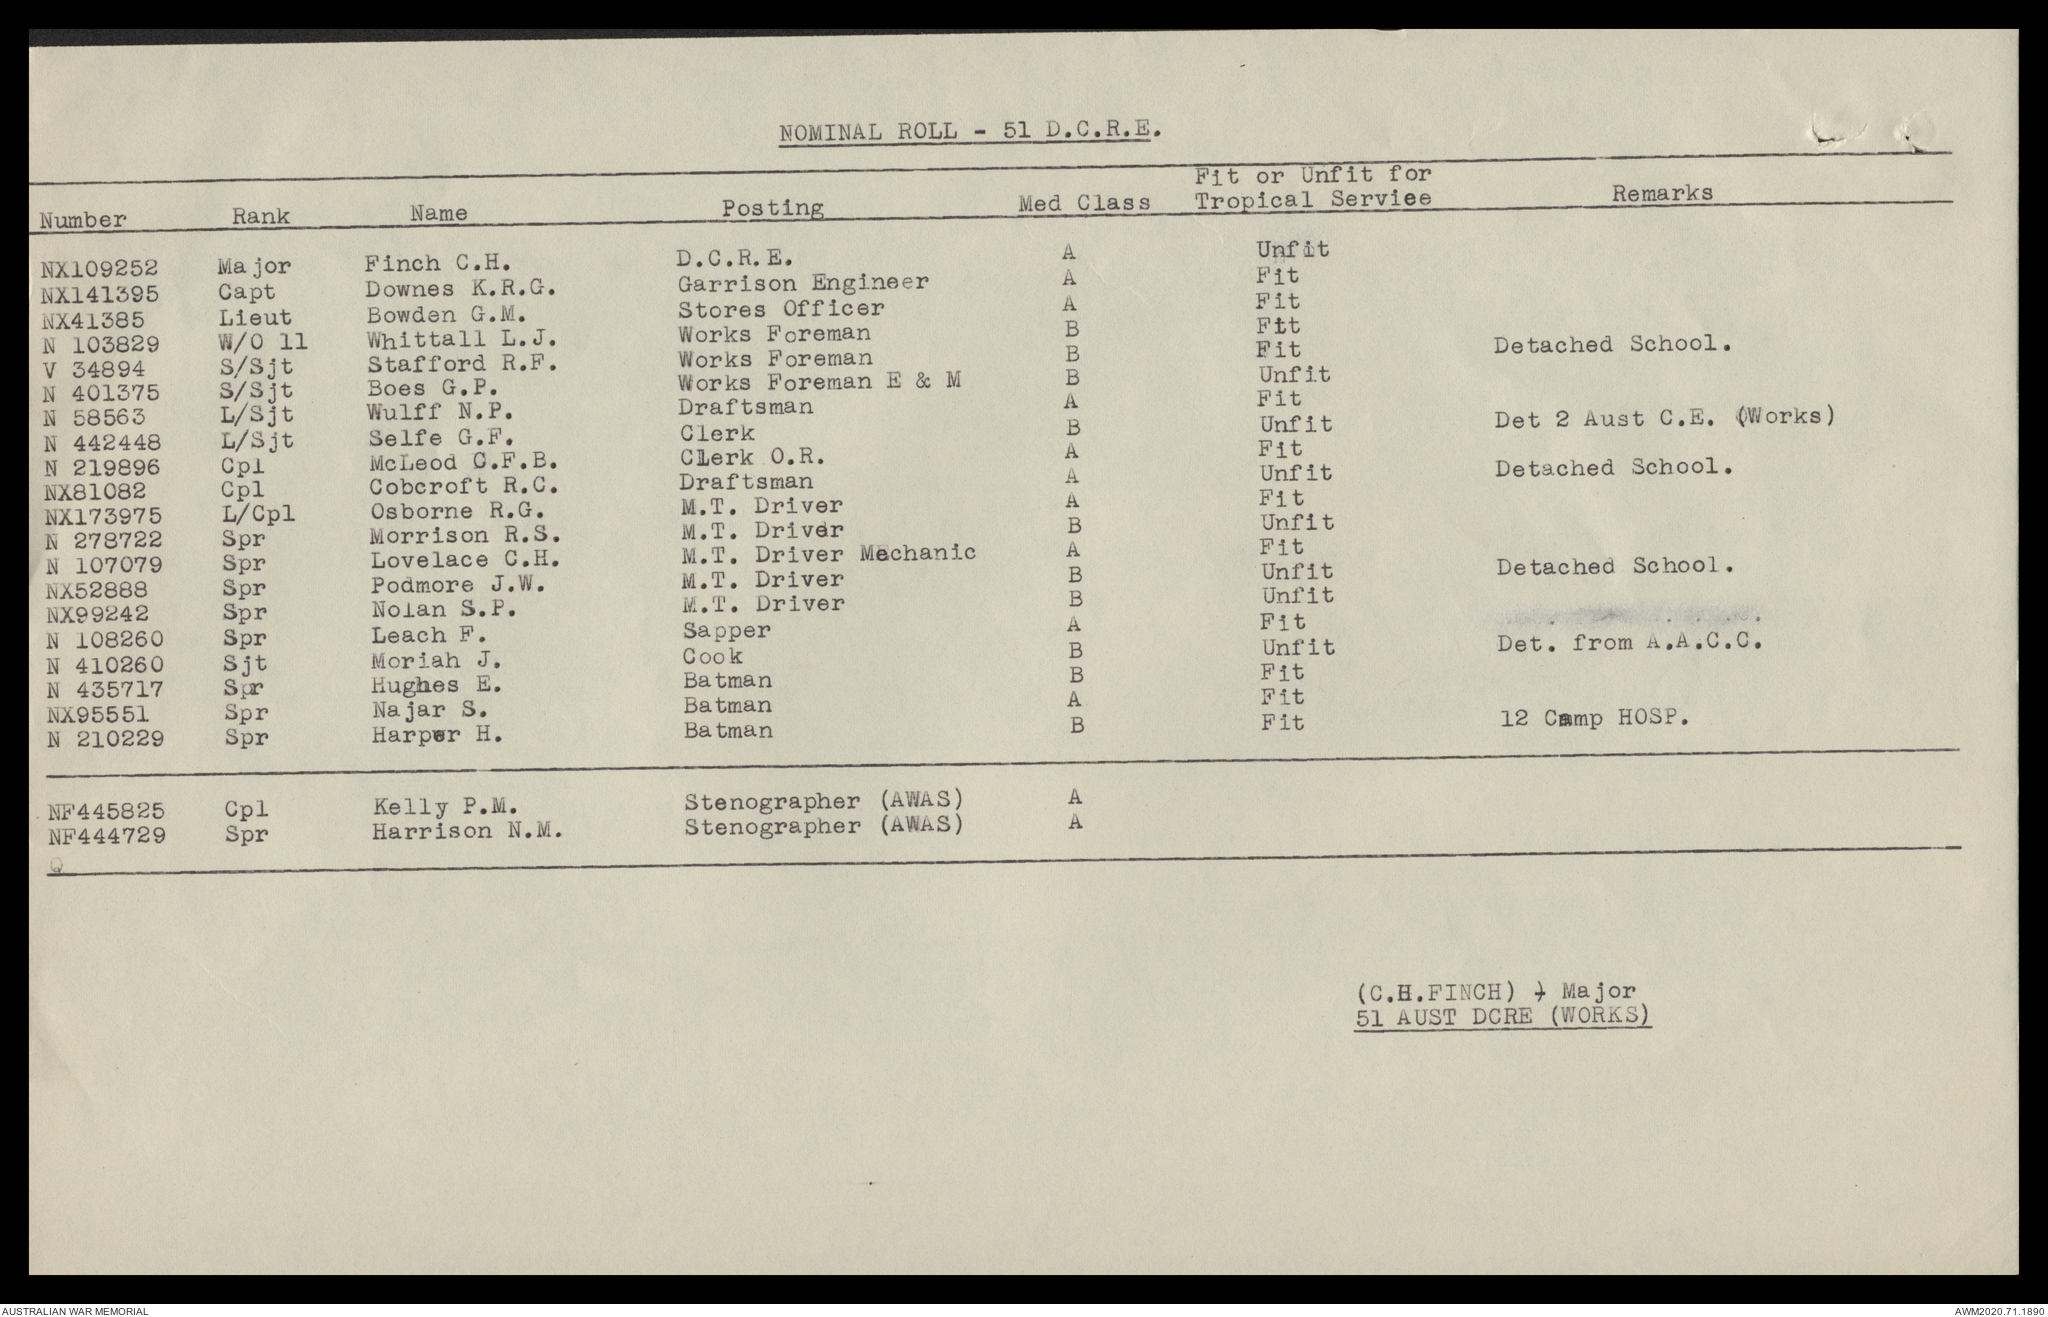 NOMINAL ROLL - 51 D.C.R.E.
Number Rank Name Posting Med Class Fit or Unfit for Tropical Serviee Remarks
NX109252 Major Finch C.H. D.C.R.E. A Unfit
NX141395 Capt Downes K.R.G. Garrison Engineer A Fit
NX41385 Lieut Bowden G.M. Stores Officer A Fit
N 103829 W/O 11 Whittall L.J. Works Foreman B Fit
V 34894 S/Sjt Stafford R.F. Works Foreman B Fit Detached School.
N 401375 S/Sjt Boes G.P. Works Foreman E & M B Unfit
N 58563 L/Sjt Wulff N.P. Draftsman A Fit
N 442448 L/Sjt Selfe G.F. Clerk B Unfit Det 2 Aust C.E. (Works)
N 219896 Cpl McLeod C.F.B. Clerk O.R. A Fit
NX81082 Cpl Cobcroft R.C. Draftsman A Unfit Detached School.
NX173975 L/Cpl Osborne R.G. M.T. Driver A Fit
N 278722 Spr Morrison R.S. M.T. Driver B Unfit
N 107079 Spr Lovelace C.H. M.T. Driver Mechanic A Fit
NX52888 Spr Podmore J.W. M.T. Driver B Unfit Detached School.
NX99242 Spr Nolan S.P. M.T. Driver B Unfit
N 108260 Spr Leach F. Sapper A Fit
N 410260 Sjt Moriah J. Cook B Unfit Det. from A.A.C.C.
N 435717 Spr Hughes E. Batman B Fit
NX95551 Spr Najar S. Batman A Fit
N 210229 Spr Harper H. Batman B Fit 12 Camp HOSP.
NF445825 Cpl Kelly P.M. Stenographer (AWAS) A
NF444729 Spr Harrison N.M. Stenographer (AWAS) A
Q
(C.H.FINCH) Major
51 AUST DCRE (WORKS)
AUSTRALIAN WAR MEMORIAL AWM2020.71.1890